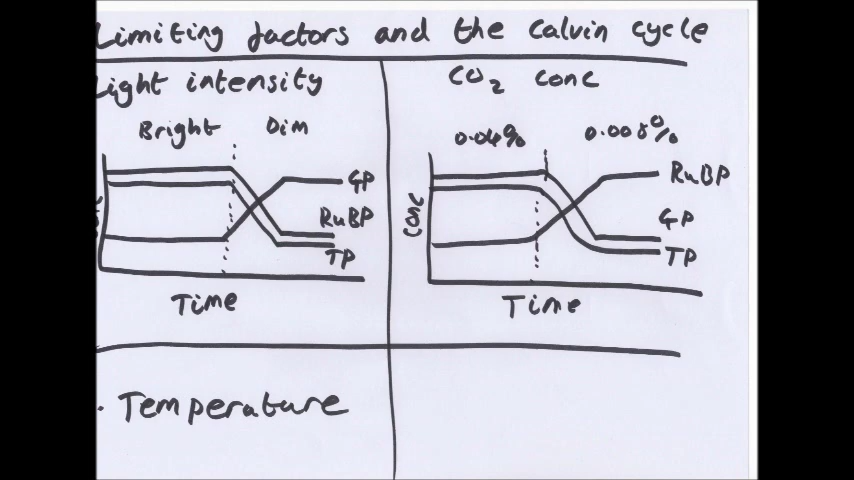 Limiting factors and the Calvin cycle
Light intensity
Bright Dim
GP
RuBP
TP
Time
CO2 conc
0.04% 0.008%
Conc
RuBP
GP
TP
Time
· Temperature